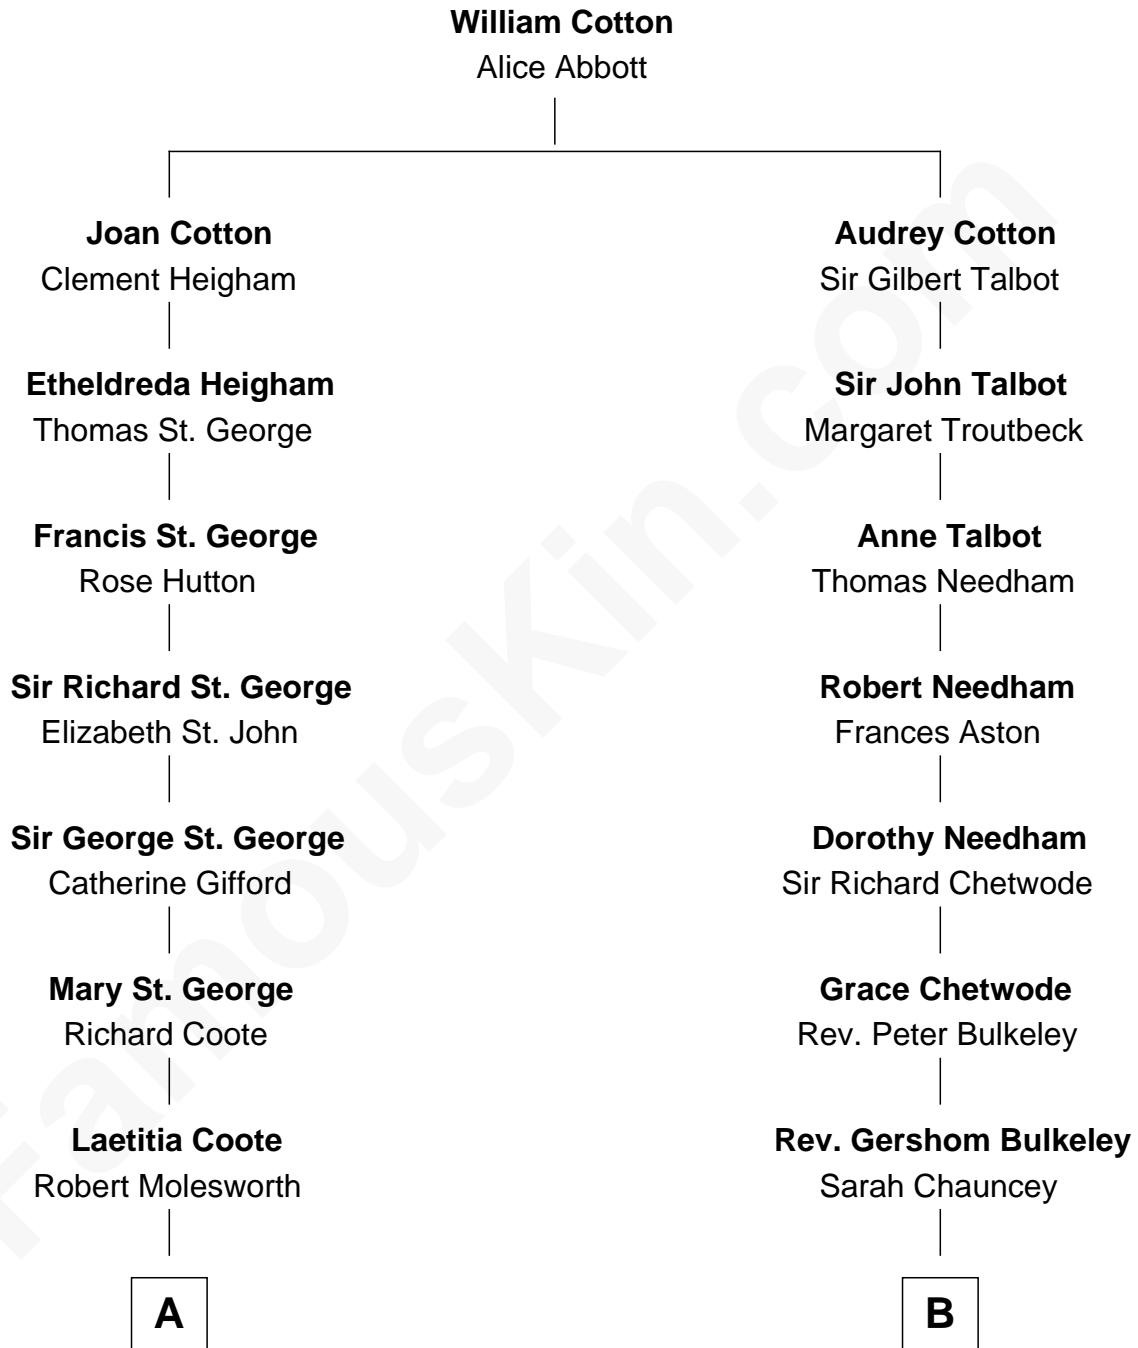 William Cotton
Alice Abbott
Joan Cotton
Clement Heigham
Audrey Cotton
Sir Gilbert Talbot
Etheldreda Heigham
Thomas St. George
Sir John Talbot
Margaret Troutbeck
Francis St. George
Rose Hutton
Anne Talbot
Thomas Needham
Sir Richard St. George
Elizabeth St. John
Robert Needham
Frances Aston
Sir George St. George
Catherine Gifford
Dorothy Needham
Sir Richard Chetwode
Mary St. George
Richard Coote
Grace Chetwode
Rev. Peter Bulkeley
Laetitia Coote
Robert Molesworth
Rev. Gershom Bulkeley
Sarah Chauncey
A
B
FamousKin.com